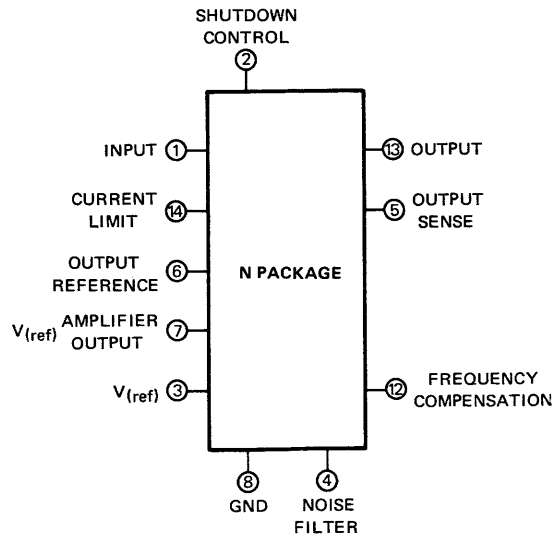 SHUTDOWN
CONTROL
②
INPUT ① ⑬ OUTPUT
CURRENT
LIMIT
⑭
⑤
OUTPUT
SENSE
OUTPUT
REFERENCE
⑥
N PACKAGE
V(ref) AMPLIFIER
OUTPUT
⑦
V(ref) ③
⑫
FREQUENCY
COMPENSATION
⑧
GND
④
NOISE
FILTER